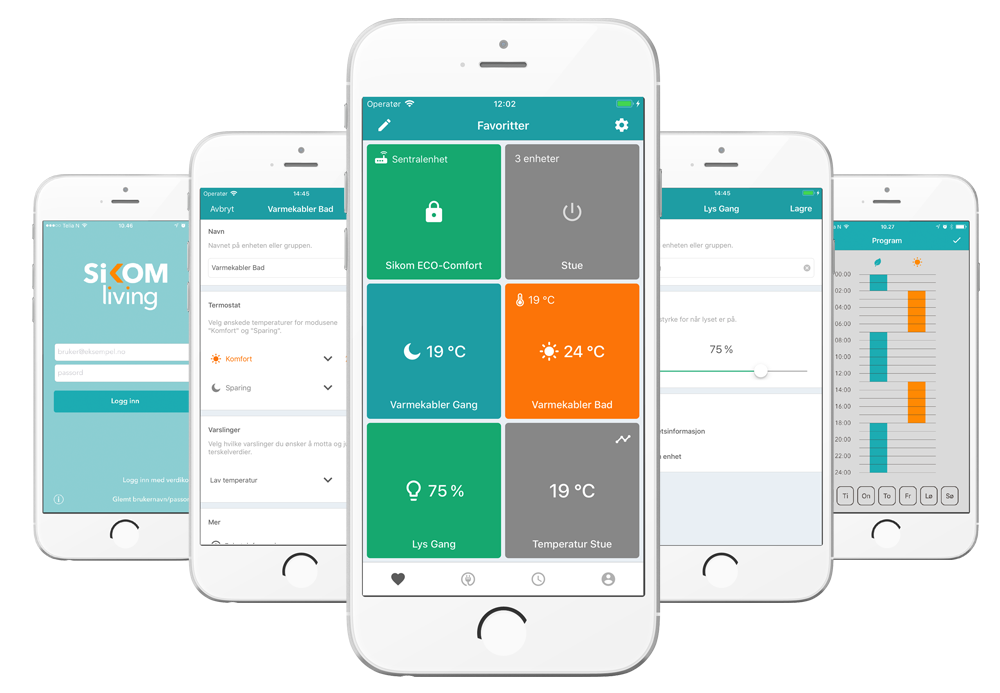 Telia N
10.46
SiKOM
living
bruker@eksempel.no
passord
Logg inn
Logg inn med verdiko
Glemt brukernavn/passor
Operatør
14:45
Avbryt
Varmekabler Bad
Navn
Navnet på enheten eller gruppen.
Varmekabler Bad
Termostat
Velg ønskede temperaturer for modusene
"Komfort" og "Sparing".
Komfort
Sparing
Varslinger
Velg hvilke varslinger du ønsker å motta og j
terskelverdier.
Lav temperatur
Mer
Operatør
12:02
Favoritter
Sentralenhet
Sikom ECO-Comfort
3 enheter
Stue
19 °C
Varmekabler Gang
19 °C
24 °C
Varmekabler Bad
75 %
Lys Gang
19 °C
Temperatur Stue
14:45
Lys Gang
Lagre
enheten eller gruppen.
styrke for når lyset er på.
75 %
etsinformasjon
enhet
N
10.27
Program
00:00
02:00
04:00
06:00
08:00
10:00
12:00
14:00
16:00
18:00
20:00
22:00
24:00
Ti On To Fr Lø Sø